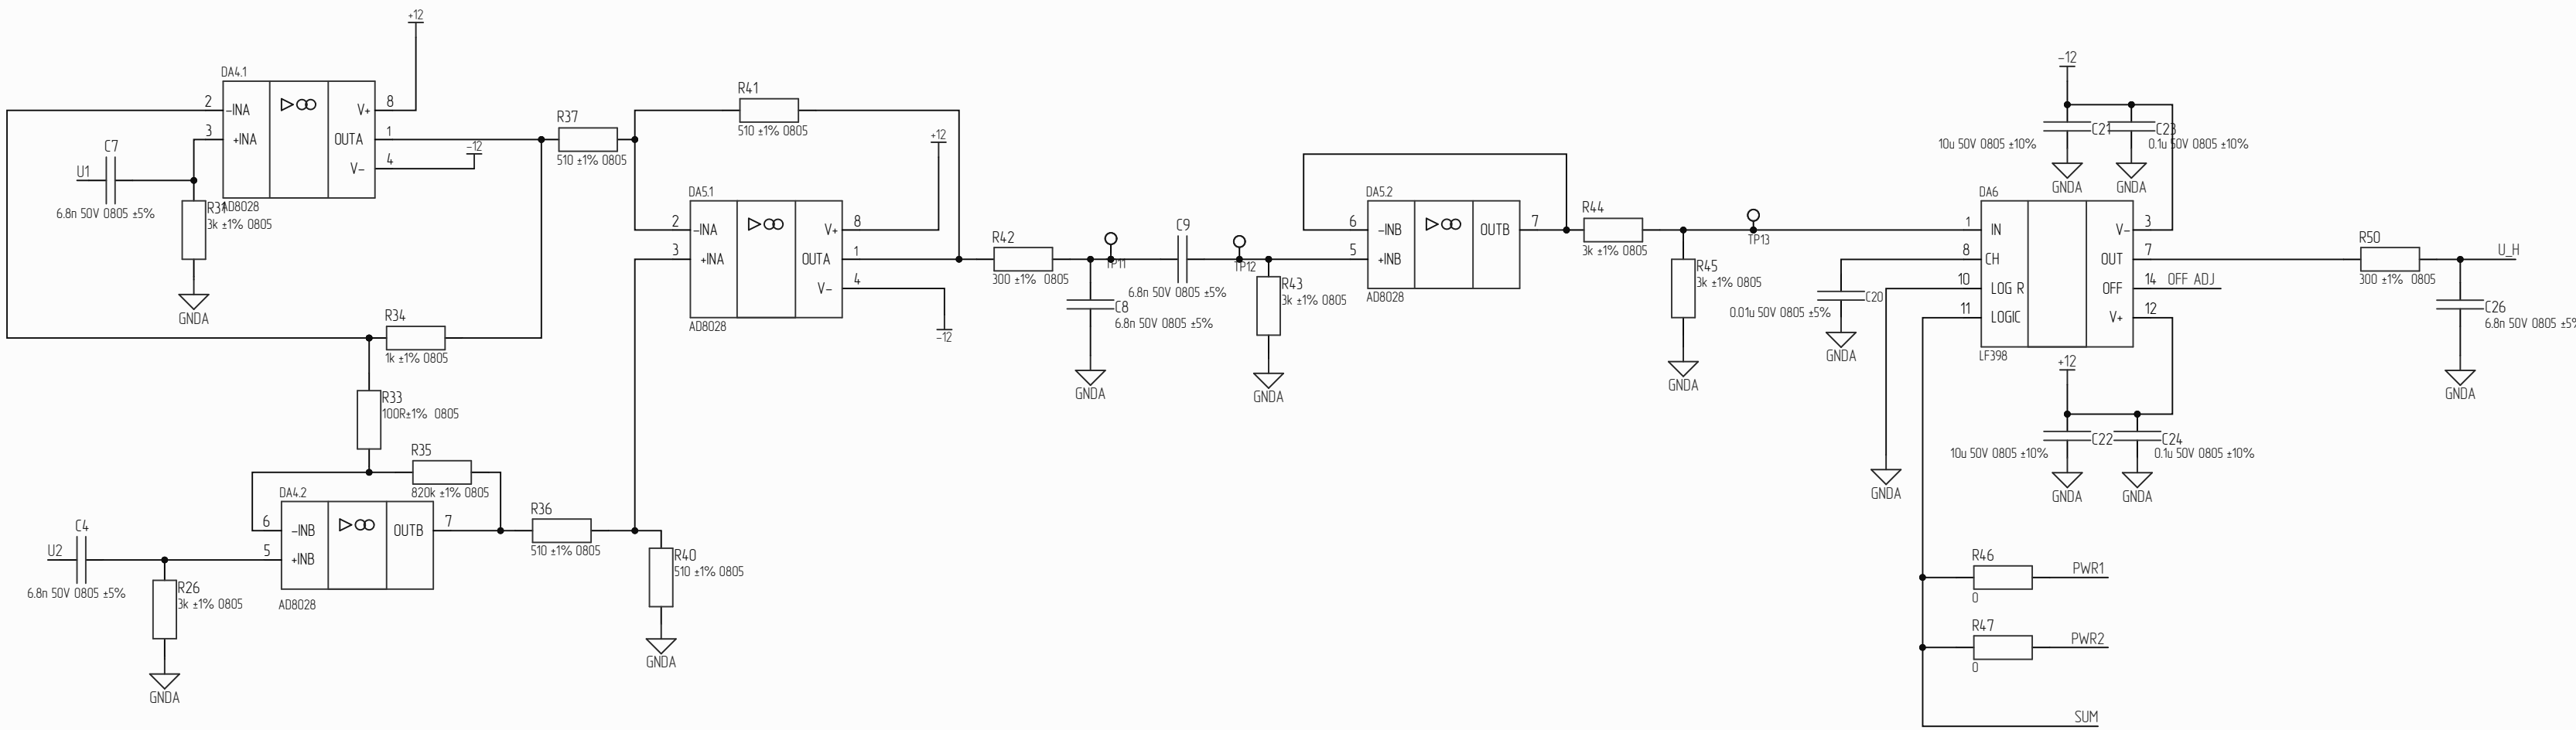 +12
DA4.1
2
-INA
V+
8
3
+INA
OUTA
1
V-
4
-12
AD8028
C7
U1
6.8n 50V 0805 ±5%
R31
3k ±1% 0805
GNDA
R37
510 ±1% 0805
R41
510 ±1% 0805
R34
1k ±1% 0805
R33
100R±1% 0805
R35
820k ±1% 0805
DA4.2
6
-INB
OUTB
7
5
+INB
AD8028
C4
U2
6.8n 50V 0805 ±5%
R26
3k ±1% 0805
GNDA
R36
510 ±1% 0805
R40
510 ±1% 0805
GNDA
+12
DA5.1
2
-INA
V+
8
3
+INA
OUTA
1
V-
4
-12
AD8028
R42
300 ±1% 0805
TP11
C8
6.8n 50V 0805 ±5%
GNDA
C9
6.8n 50V 0805 ±5%
TP12
R43
3k ±1% 0805
GNDA
DA5.2
6
-INB
OUTB
7
5
+INB
AD8028
R44
3k ±1% 0805
R45
3k ±1% 0805
GNDA
TP13
-12
C21
10u 50V 0805 ±10%
GNDA
C23
0.1u 50V 0805 ±10%
GNDA
DA6
1
IN
V-
3
8
CH
OUT
7
10
LOG R
OFF
14
OFF ADJ
11
LOGIC
V+
12
LF398
C20
0.01u 50V 0805 ±5%
GNDA
GNDA
+12
C22
10u 50V 0805 ±10%
GNDA
C24
0.1u 50V 0805 ±10%
GNDA
R50
300 ±1% 0805
U_H
C26
6.8n 50V 0805 ±5%
GNDA
R46
0
PWR1
R47
0
PWR2
SUM